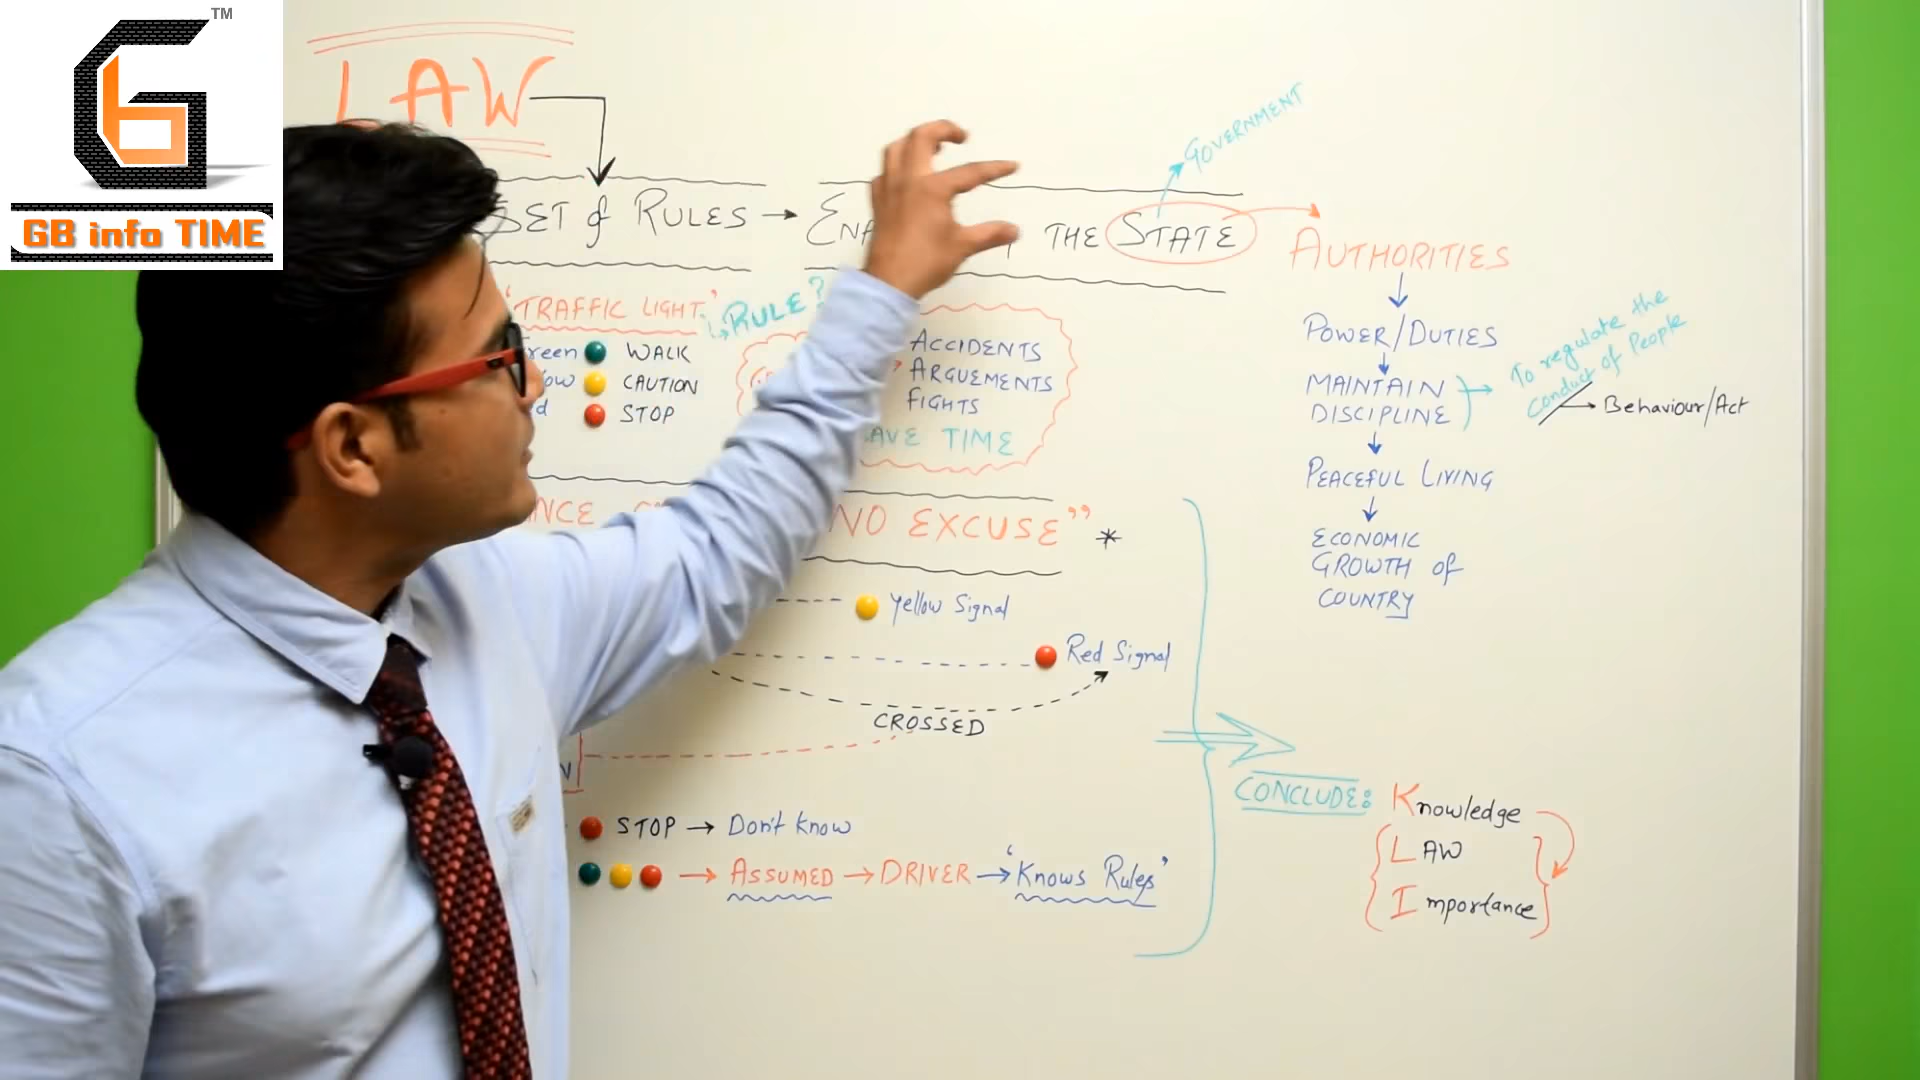 TM
GB info TIME
LAW
SET of RULES → THE STATE
GOVERNMENT
AUTHORITIES
POWER/DUTIES
MAINTAIN
DISCIPLINE
To regulate the
conduct of People
Behaviour/Act
PEACEFUL LIVING
ECONOMIC
GROWTH OF
COUNTRY
'TRAFFIC LIGHT'
RULE?
WALK
CAUTION
STOP
ACCIDENTS
ARGUEMENTS
FIGHTS
TIME
NO EXCUSE" *
Yellow Signal
Red Signal
CROSSED
STOP → Don't know
→ ASSUMED → DRIVER → 'Knows Rules'
CONCLUDE: Knowledge
LAW
Importance